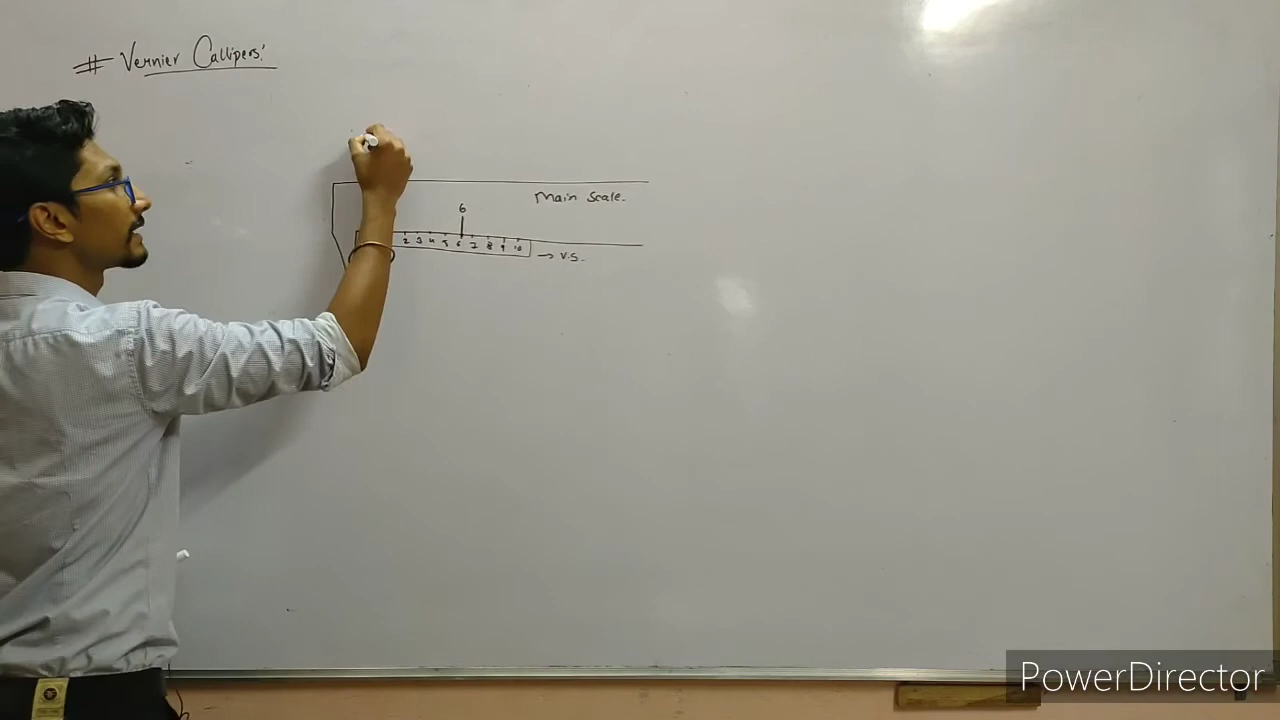 # Vernier Callipers:
Main Scale.
6
2 3 4 5 6 7 8 9 10
→ V.S.
PowerDirector